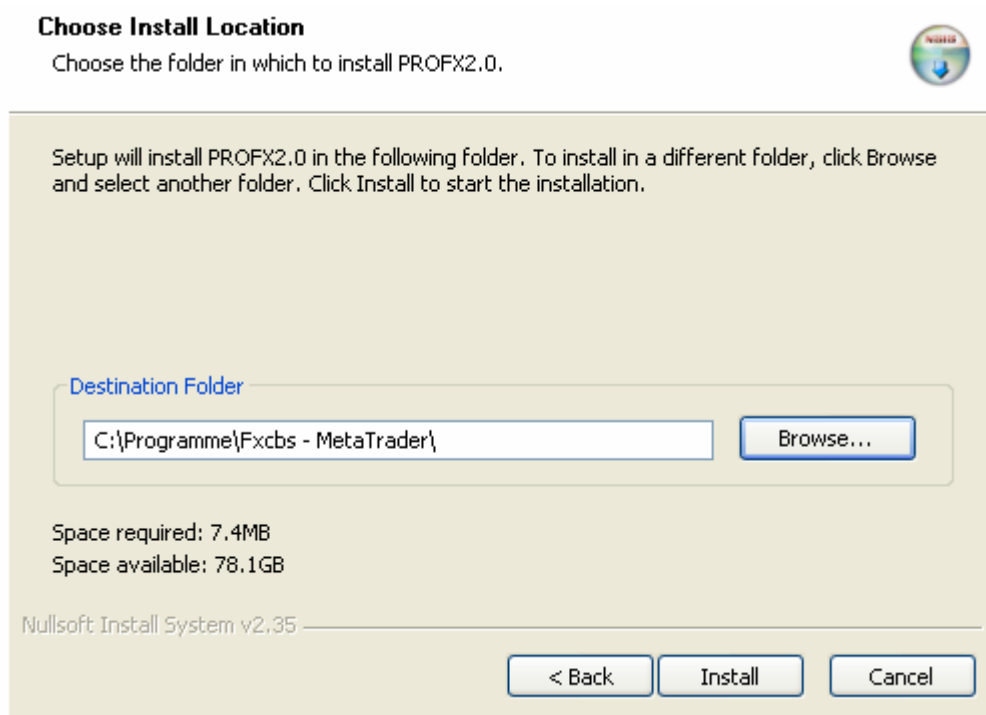 Choose Install Location
Choose the folder in which to install PROFX2.0.
Setup will install PROFX2.0 in the following folder. To install in a different folder, click Browse
and select another folder. Click Install to start the installation.
Destination Folder
C:\Programme\Fxcbs - MetaTrader\
Browse...
Space required: 7.4MB
Space available: 78.1GB
Nullsoft Install System v2.35
< Back
Install
Cancel